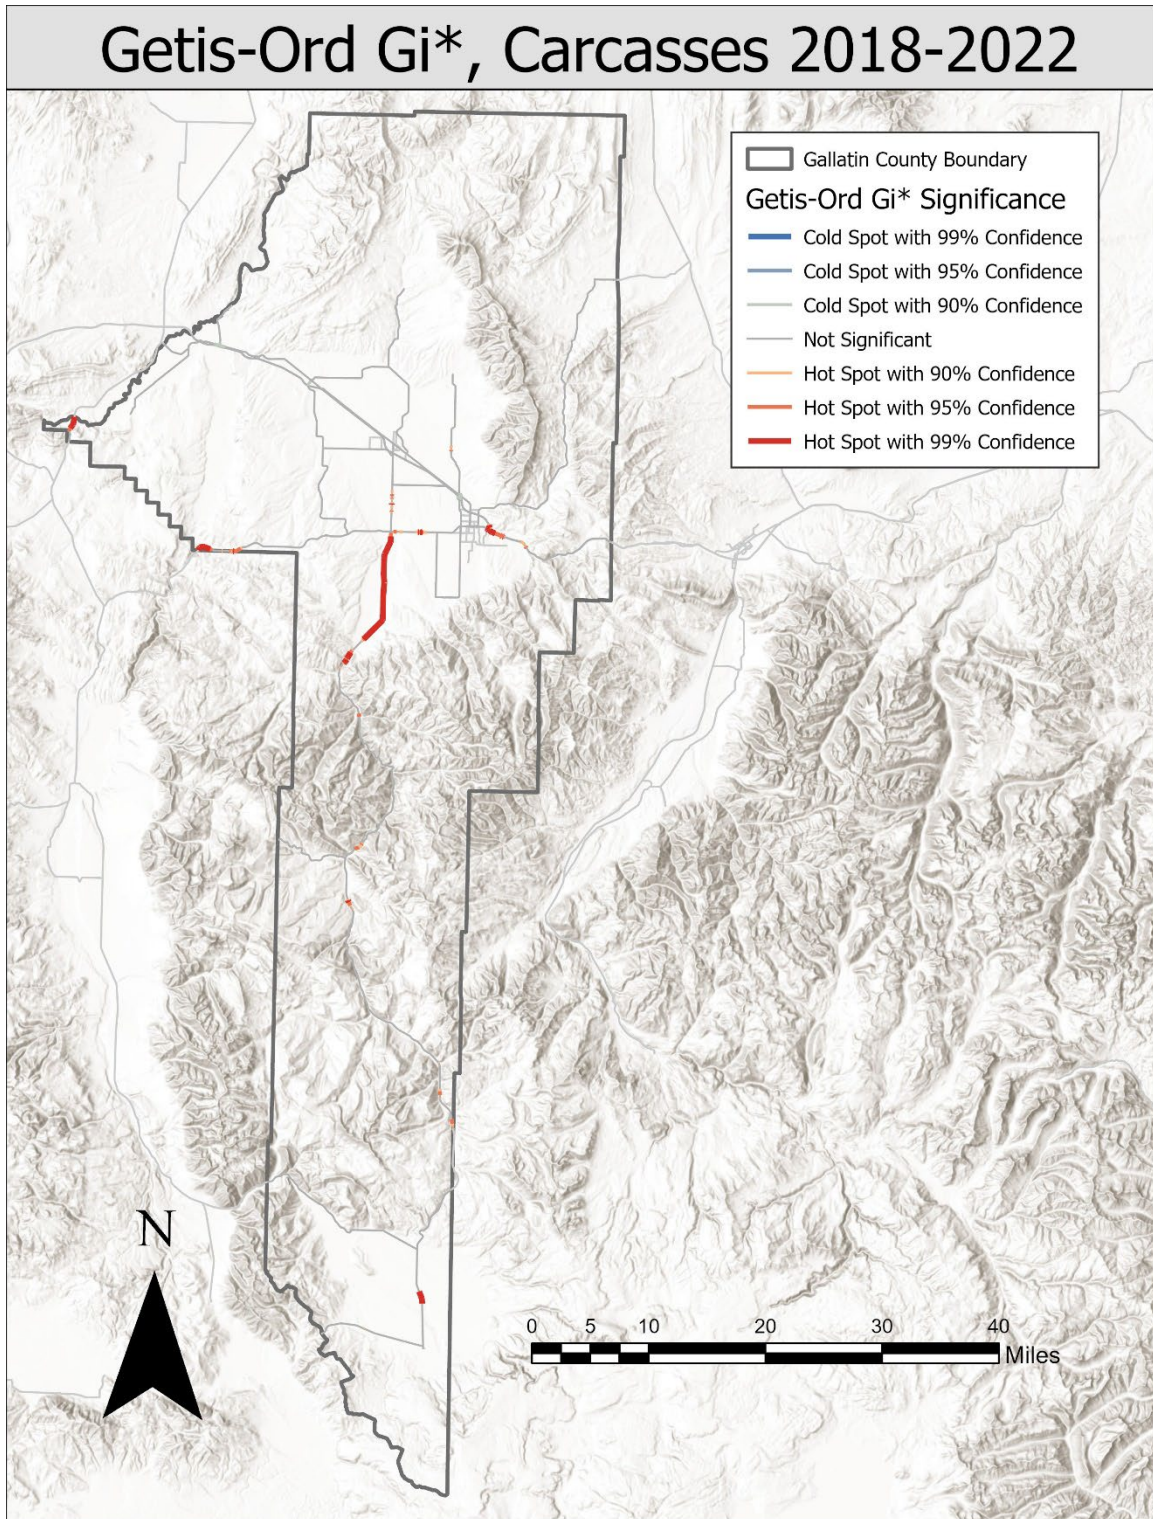 Getis-Ord Gi*, Carcasses 2018-2022
Gallatin County Boundary
Getis-Ord Gi* Significance
Cold Spot with 99% Confidence
Cold Spot with 95% Confidence
Cold Spot with 90% Confidence
Not Significant
Hot Spot with 90% Confidence
Hot Spot with 95% Confidence
Hot Spot with 99% Confidence
N
0 5 10 20 30 40
Miles